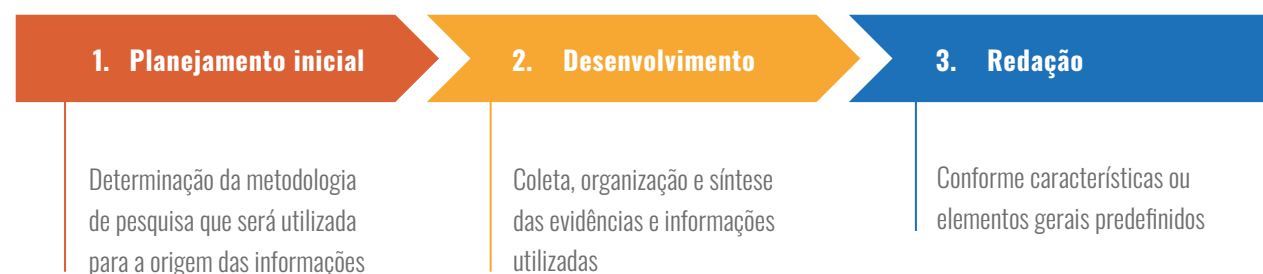 1. Planejamento inicial
Determinação da metodologia
de pesquisa que será utilizada
para a origem das informações
2. Desenvolvimento
Coleta, organização e síntese
das evidências e informações
utilizadas
3. Redação
Conforme características ou
elementos gerais predefinidos